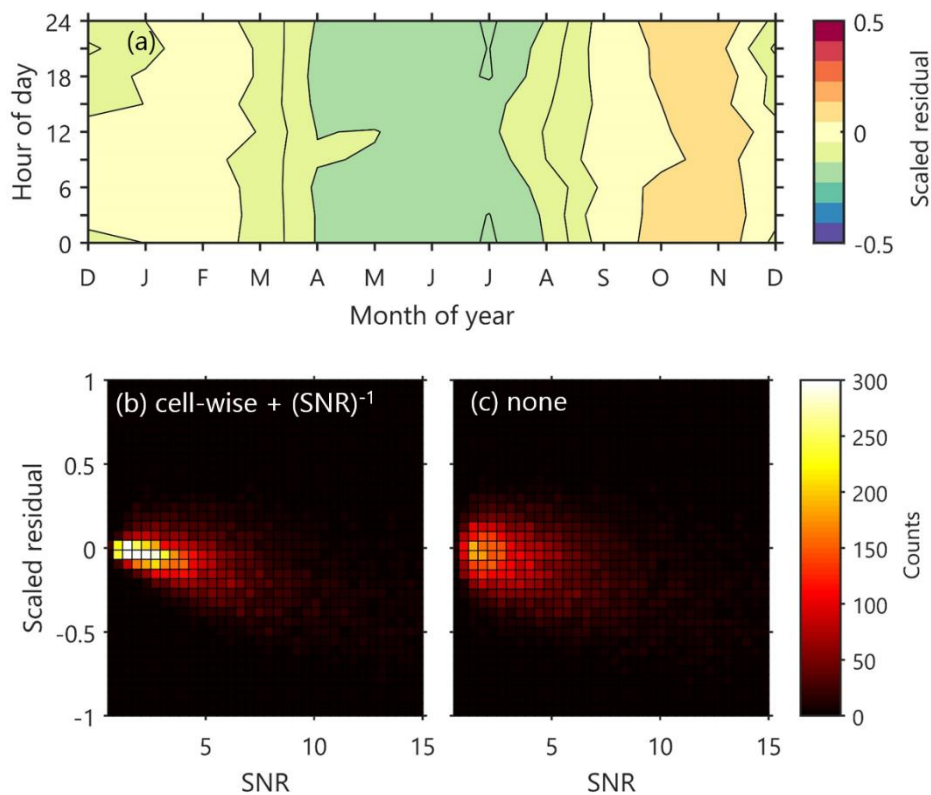 24
18
12
6
0
Hour of day
(a)
D J F M A M J J A S O N D
Month of year
0.5
0
-0.5
Scaled residual
1
0.5
0
-0.5
-1
Scaled residual
(b) cell-wise + (SNR)⁻¹
5 10 15
SNR
(c) none
5 10 15
SNR
300
250
200
150
100
50
0
Counts